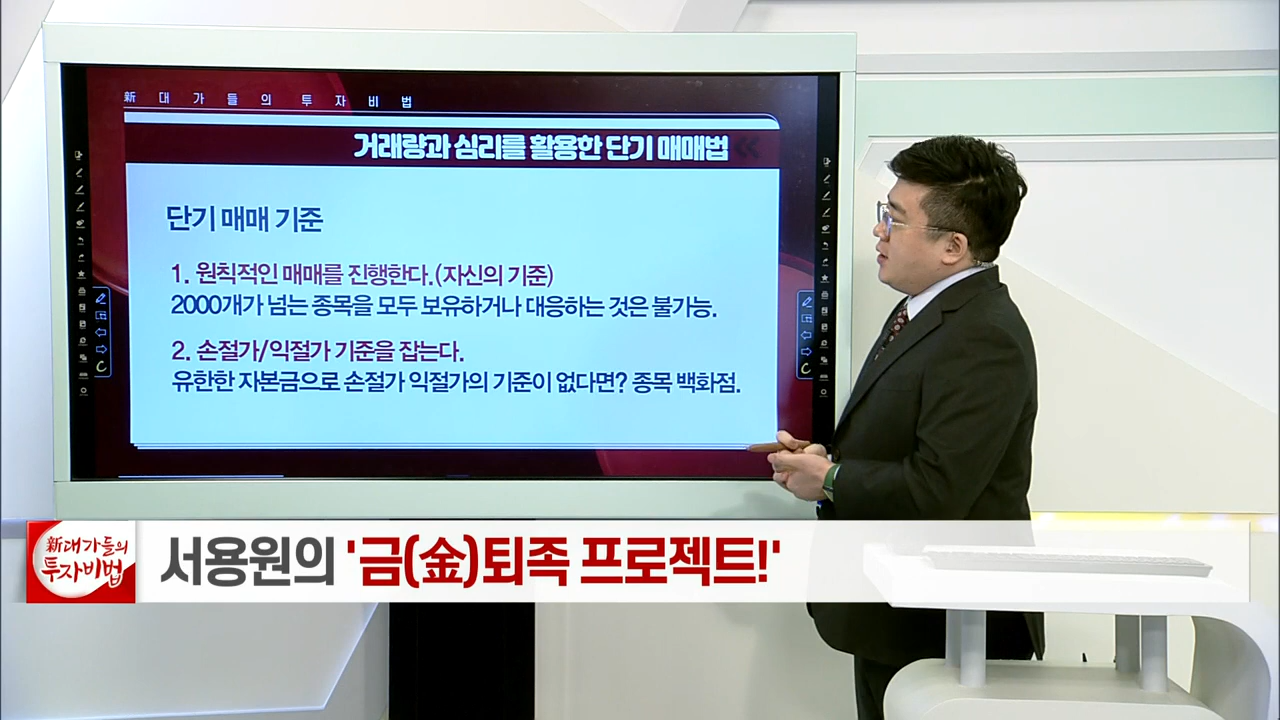 新 대 가 들 의 투 자 비 법
거래량과 심리를 활용한 단기 매매법
단기 매매 기준
1. 원칙적인 매매를 진행한다.(자신의 기준)
2000개가 넘는 종목을 모두 보유하거나 대응하는 것은 불가능.
2. 손절가/익절가 기준을 잡는다.
유한한 자본금으로 손절가 익절가의 기준이 없다면? 종목 백화점.
新대가들의
투자비법
서용원의 '금(金)퇴족 프로젝트!'